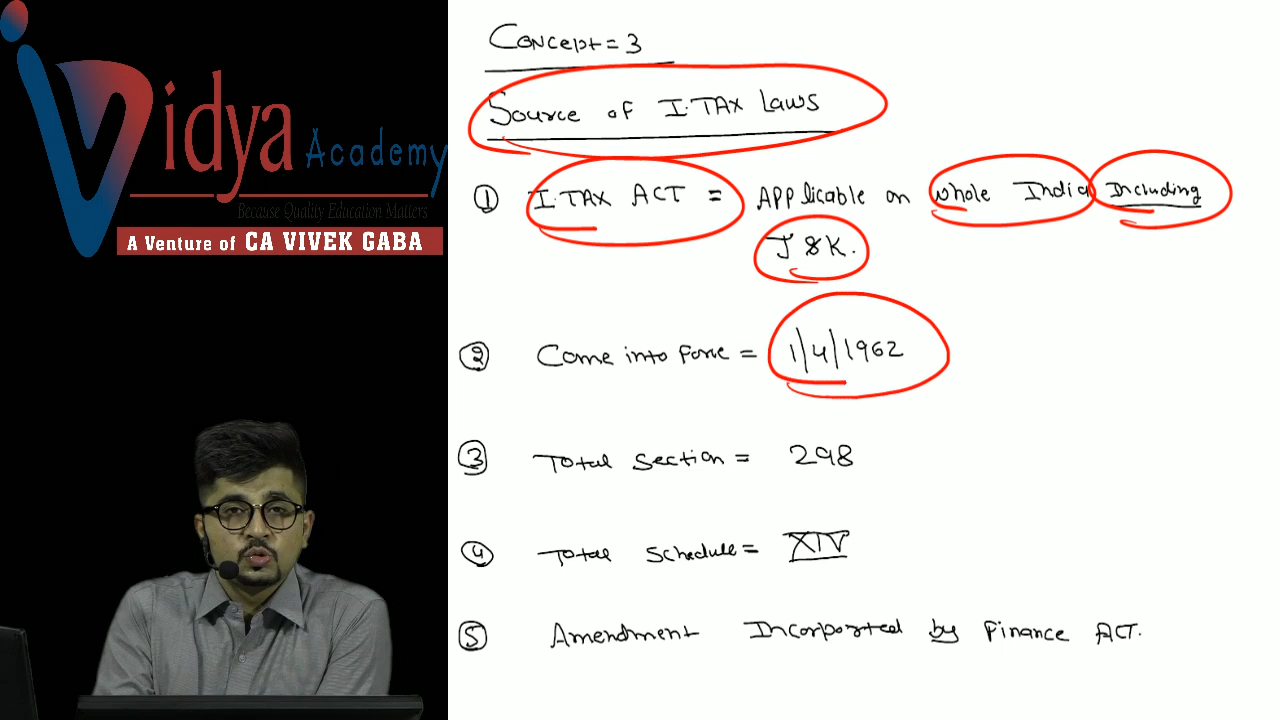 Vidya Academy
Because Quality Education Matters
A Venture of CA VIVEK GABA
Concept = 3
Source of I.TAX Laws
① I.TAX ACT = Applicable on whole India Including
J & K.
② Come into force = 1/4/1962
③ Total section = 298
④ Total Schedule = XIV
⑤ Amendment Incorported by Finance ACT.